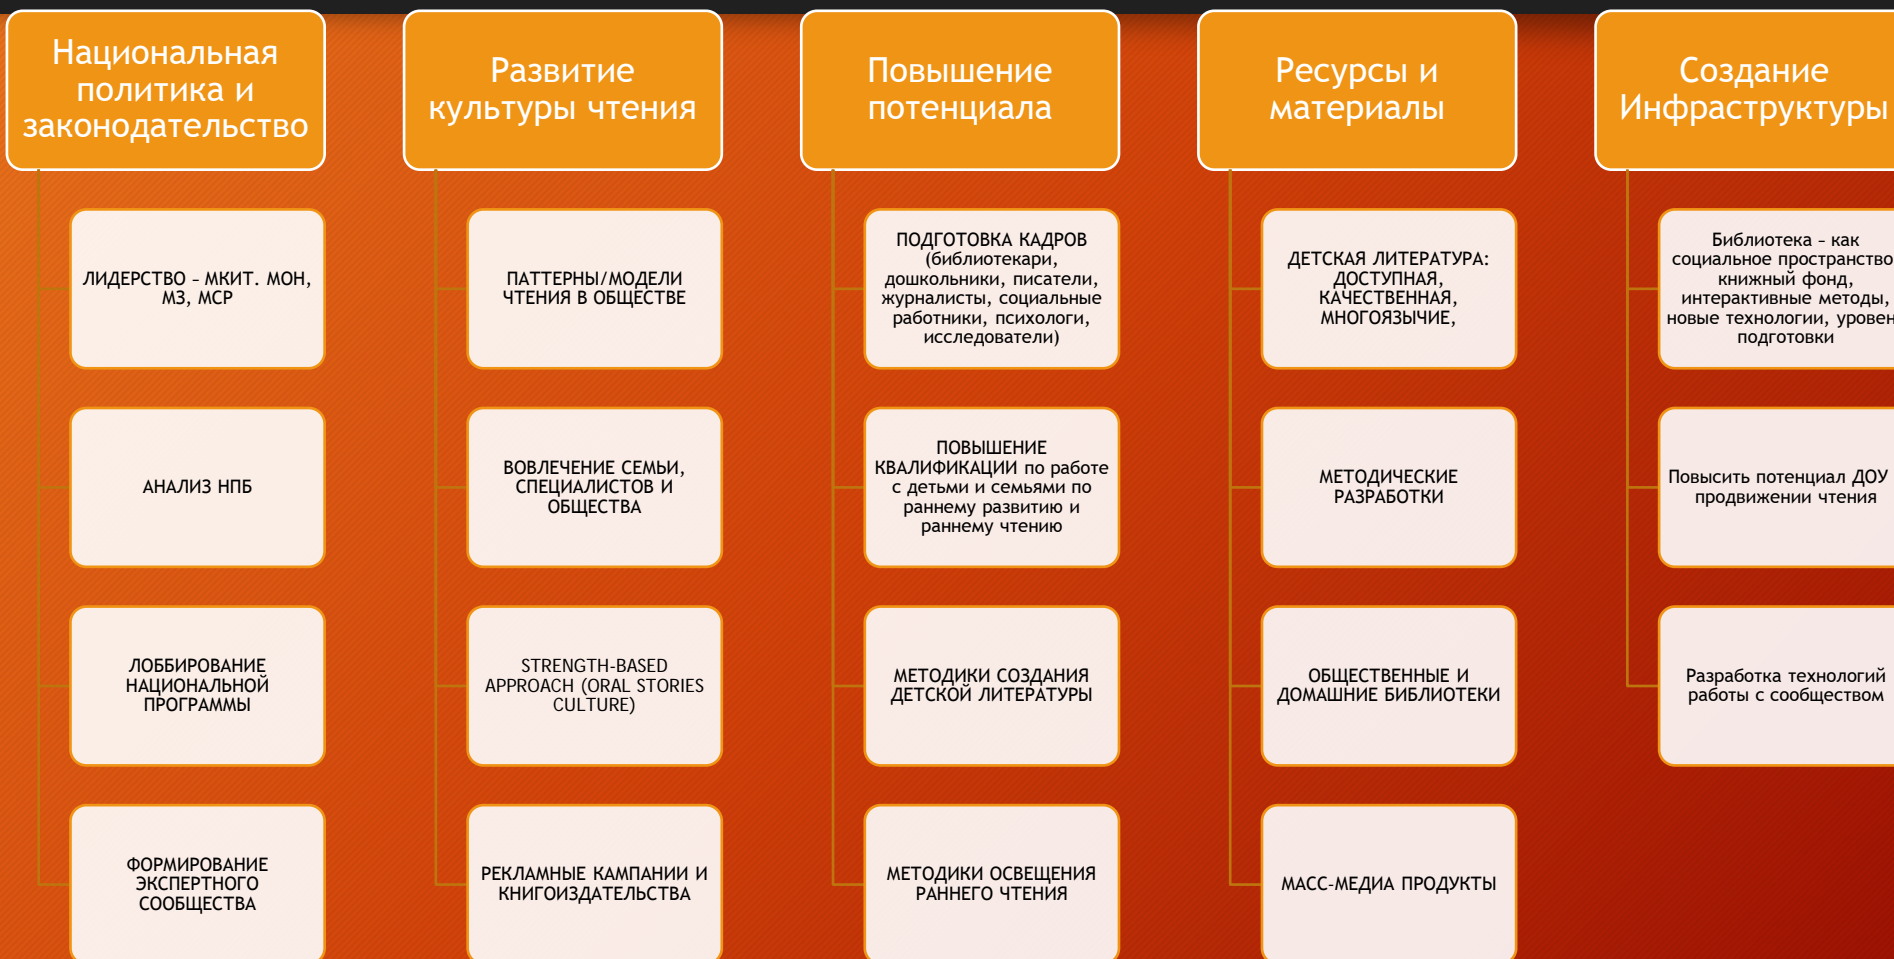 Национальная
политика и
законодательство
ЛИДЕРСТВО – МКИТ. МОН,
МЗ, МСР
АНАЛИЗ НПБ
ЛОББИРОВАНИЕ
НАЦИОНАЛЬНОЙ
ПРОГРАММЫ
ФОРМИРОВАНИЕ
ЭКСПЕРТНОГО
СООБЩЕСТВА
Развитие
культуры чтения
ПАТТЕРНЫ/МОДЕЛИ
ЧТЕНИЯ В ОБЩЕСТВЕ
ВОВЛЕЧЕНИЕ СЕМЬИ,
СПЕЦИАЛИСТОВ И
ОБЩЕСТВА
STRENGTH-BASED
APPROACH (ORAL STORIES
CULTURE)
РЕКЛАМНЫЕ КАМПАНИИ И
КНИГОИЗДАТЕЛЬСТВА
Повышение
потенциала
ПОДГОТОВКА КАДРОВ
(библиотекари,
дошкольники, писатели,
журналисты, социальные
работники, психологи,
исследователи)
ПОВЫШЕНИЕ
КВАЛИФИКАЦИИ по работе
с детьми и семьями по
раннему развитию и
раннему чтению
МЕТОДИКИ СОЗДАНИЯ
ДЕТСКОЙ ЛИТЕРАТУРЫ
МЕТОДИКИ ОСВЕЩЕНИЯ
РАННЕГО ЧТЕНИЯ
Ресурсы и
материалы
ДЕТСКАЯ ЛИТЕРАТУРА:
ДОСТУПНАЯ,
КАЧЕСТВЕННАЯ,
МНОГОЯЗЫЧИЕ,
МЕТОДИЧЕСКИЕ
РАЗРАБОТКИ
ОБЩЕСТВЕННЫЕ И
ДОМАШНИЕ БИБЛИОТЕКИ
МАСС-МЕДИА ПРОДУКТЫ
Создание
Инфраструктуры
Библиотека – как
социальное пространство
книжный фонд,
интерактивные методы,
новые технологии,
подготовки
Повысить потенциал ДОУ
продвижении чтения
Разработка технологий
работы с сообществом